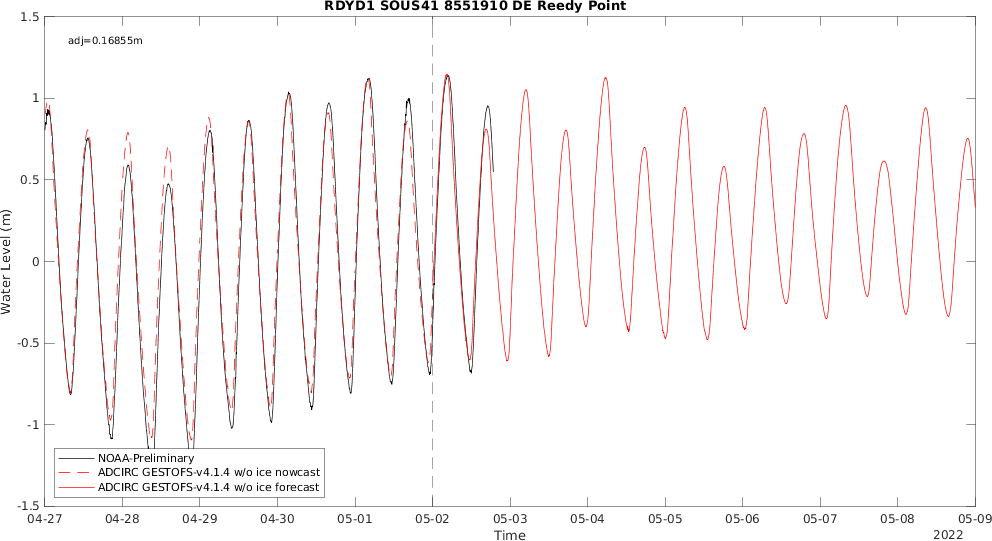 RDYD1 SOUS41 8551910 DE Reedy Point
adj=0.16855m
1.5
1
0.5
0
-0.5
-1
-1.5
Water Level (m)
NOAA-Preliminary
ADCIRC GESTOFS-v4.1.4 w/o ice nowcast
ADCIRC GESTOFS-v4.1.4 w/o ice forecast
04-27 04-28 04-29 04-30 05-01 05-02 05-03 05-04 05-05 05-06 05-07 05-08 05-09
Time
2022